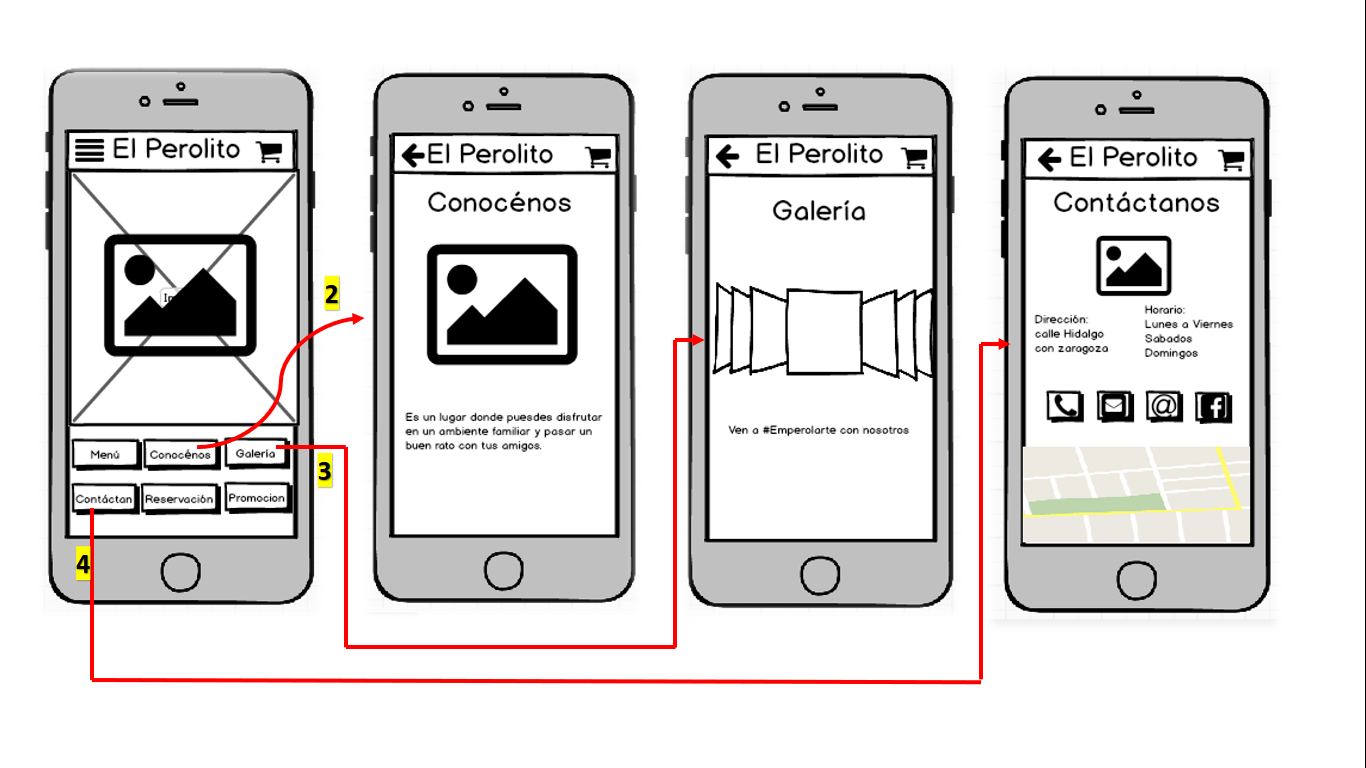 El Perolito
Menú
Conocénos
Galería
Contáctan
Reservación
Promocion
2
3
4
El Perolito
Conocénos
Es un lugar donde puesdes disfrutar
en un ambiente familiar y pasar un
buen rato con tus amigos.
El Perolito
Galería
Ven a #Emperolarte con nosotros
El Perolito
Contáctanos
Dirección:
calle Hidalgo
con zaragoza
Horario:
Lunes a Viernes
Sabados
Domingos